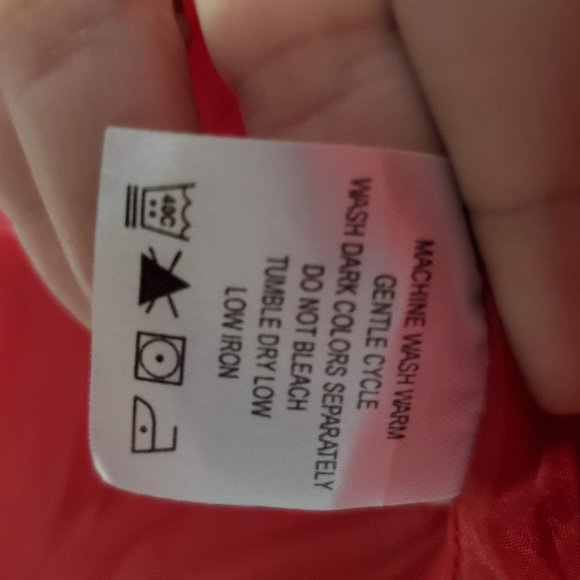 MACHINE WASH WARM
GENTLE CYCLE
WASH DARK COLORS SEPARATELY
DO NOT BLEACH
TUMBLE DRY LOW
LOW IRON
40C